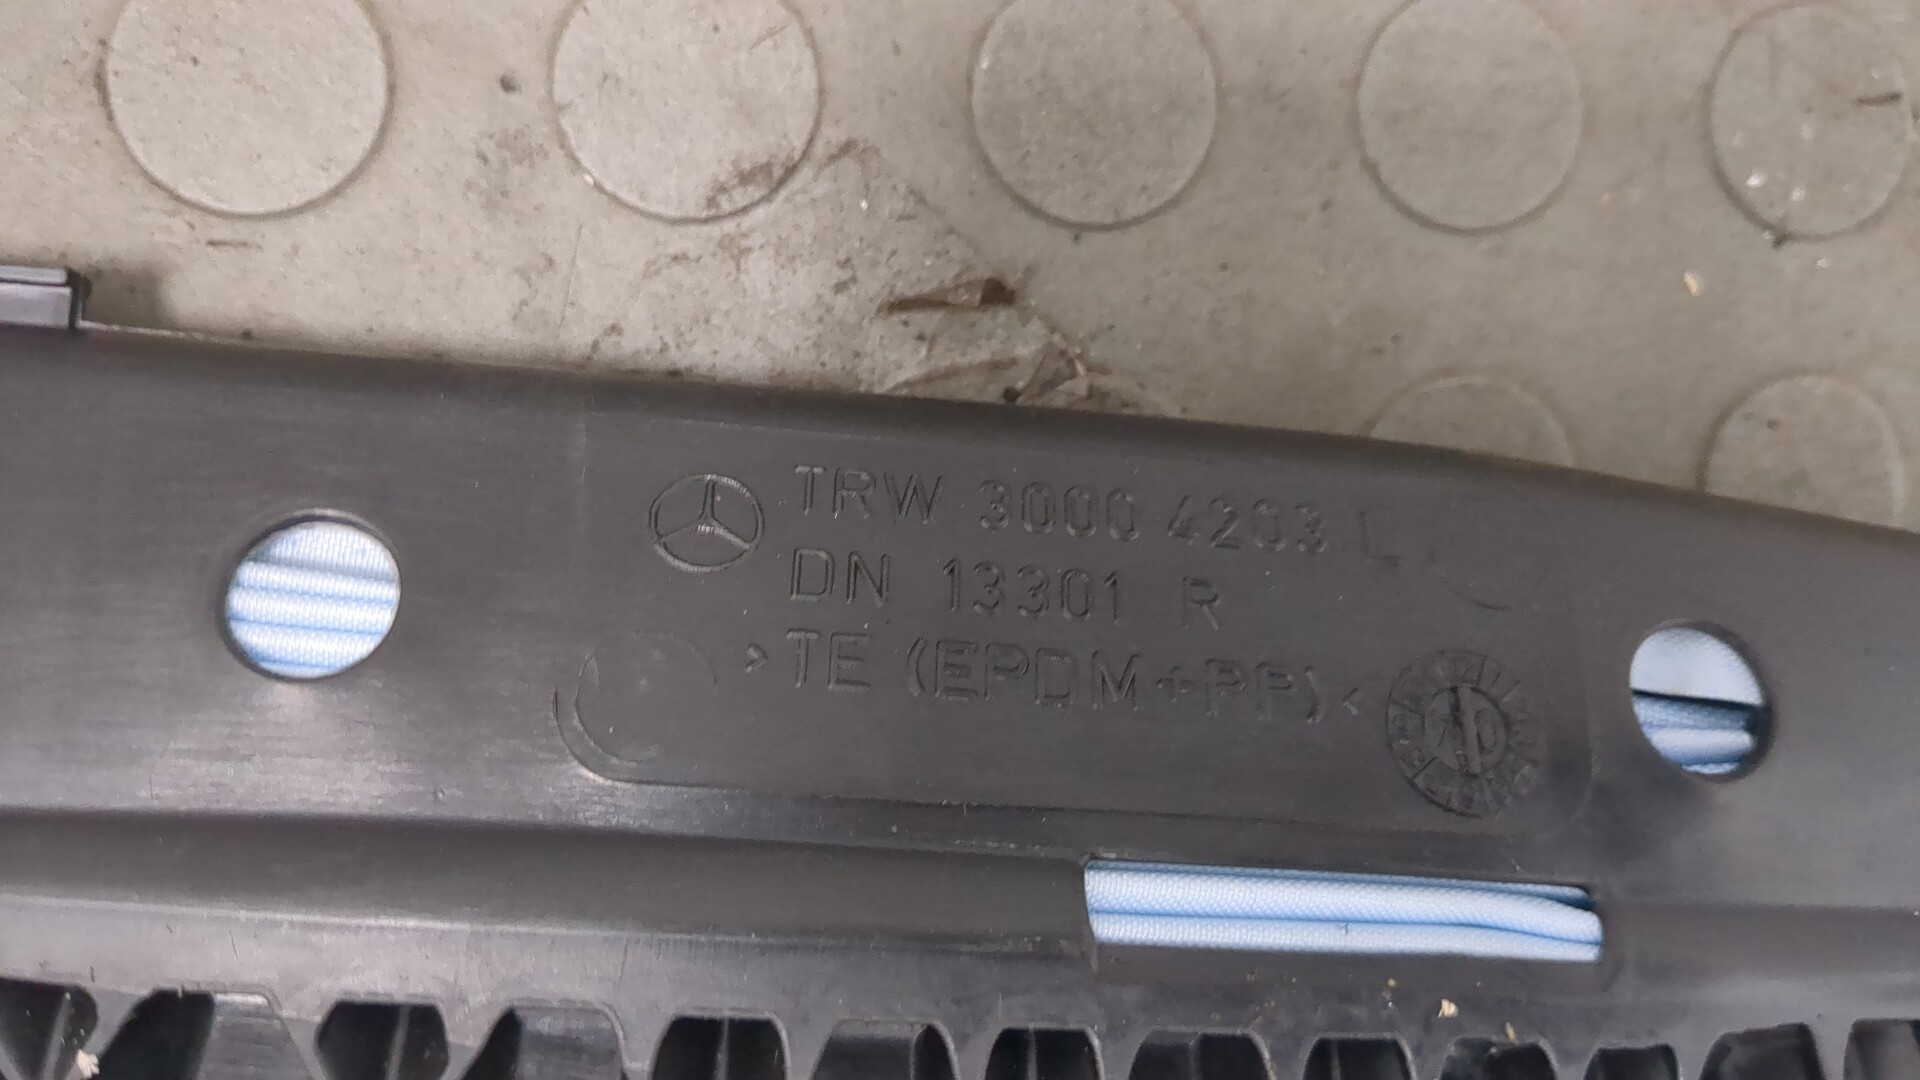 TRW 3000 4203 L
DN 13301 R
>TE (EPDM+PP)<